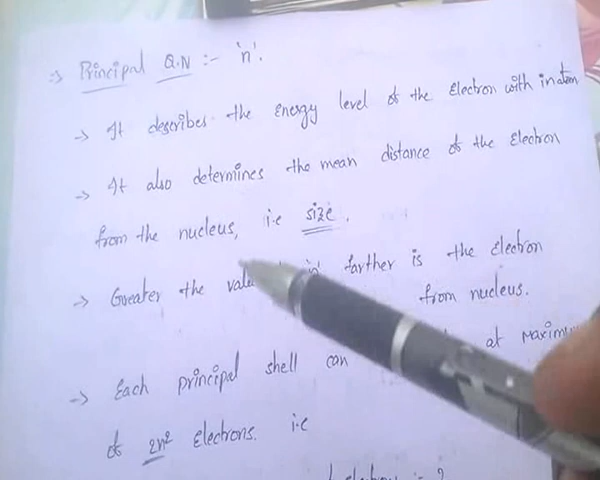 :> Principal Q.N :- 'n'.
-> It describes the energy level of the Electron with in atom
-> It also determines the mean distance of the Electron
from the nucleus, i.e size.
-> Greater the 'n' farther is the Electron
from nucleus.
-> Each principal shell can at maximum
of 2n² Electrons. i.e